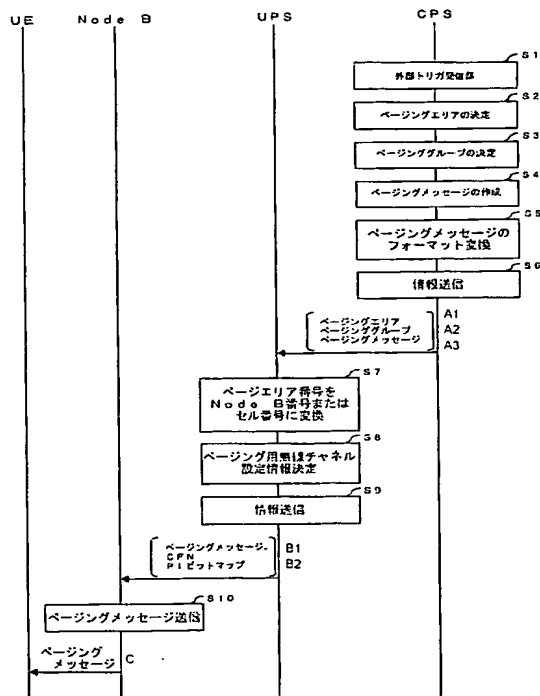 UE
Node B
UPS
CPS
S1
外部トリガ受信部
S2
ページングエリアの決定
S3
ページンググループの決定
S4
ページングメッセージの作成
S5
ページングメッセージの
フォーマット変換
S6
情報送信
ページングエリア
ページンググループ
ページングメッセージ
A1
A2
A3
S7
ページエリア番号を
Node B番号または
セル番号に変換
S8
ページング用無線チャネル
設定情報決定
S9
情報送信
ページングメッセージ、
CFN
PIビットマップ
B1
B2
S10
ページングメッセージ送信
ページング
メッセージ
C